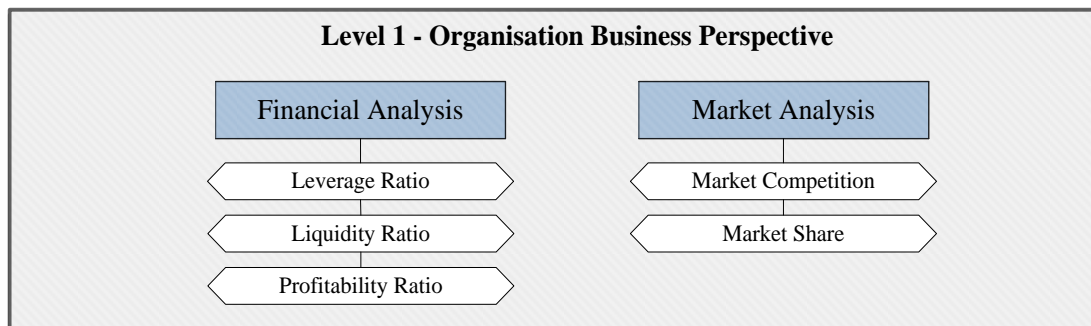 Level 1 - Organisation Business Perspective
Financial Analysis
Leverage Ratio
Liquidity Ratio
Profitability Ratio
Market Analysis
Market Competition
Market Share